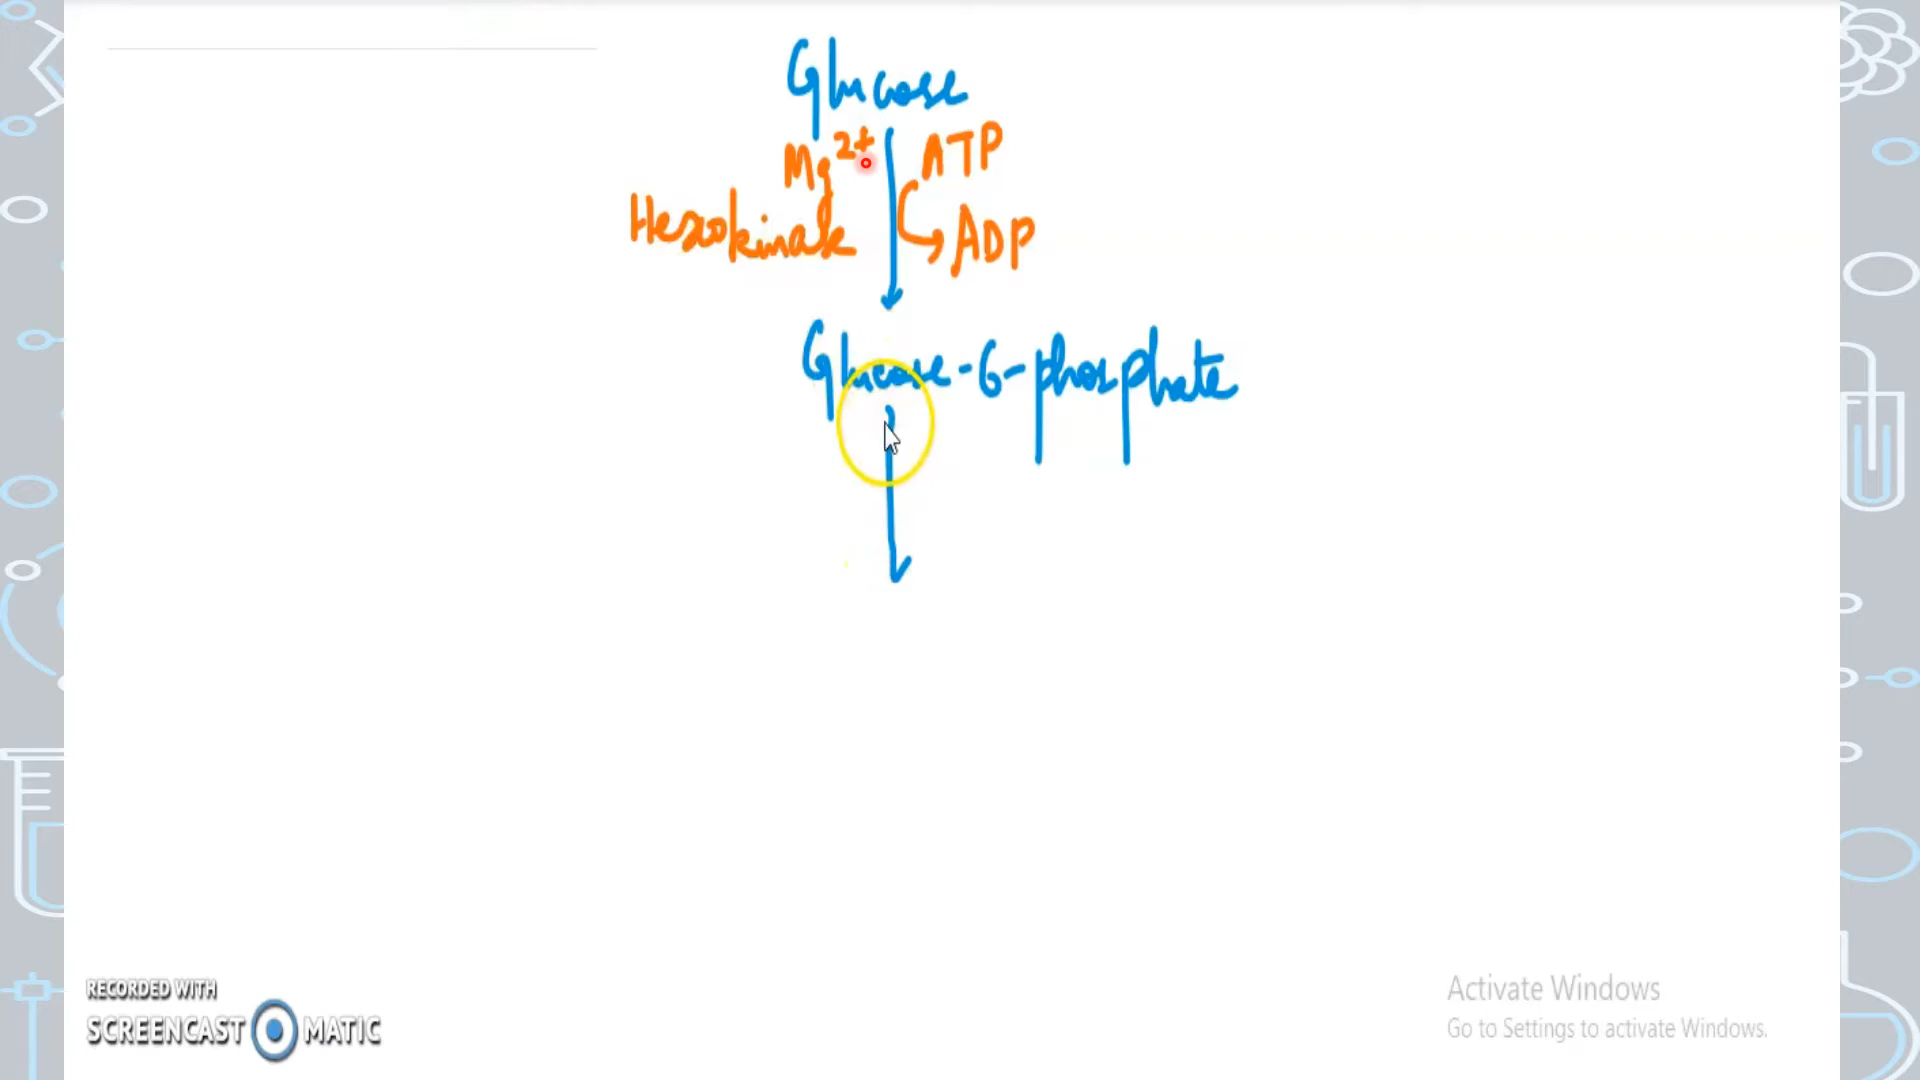 Glucose
Mg2+ ATP
Hexokinase ADP
Glucose-6-phosphate
RECORDED WITH
SCREENCAST MATIC
Activate Windows
Go to Settings to activate Windows.